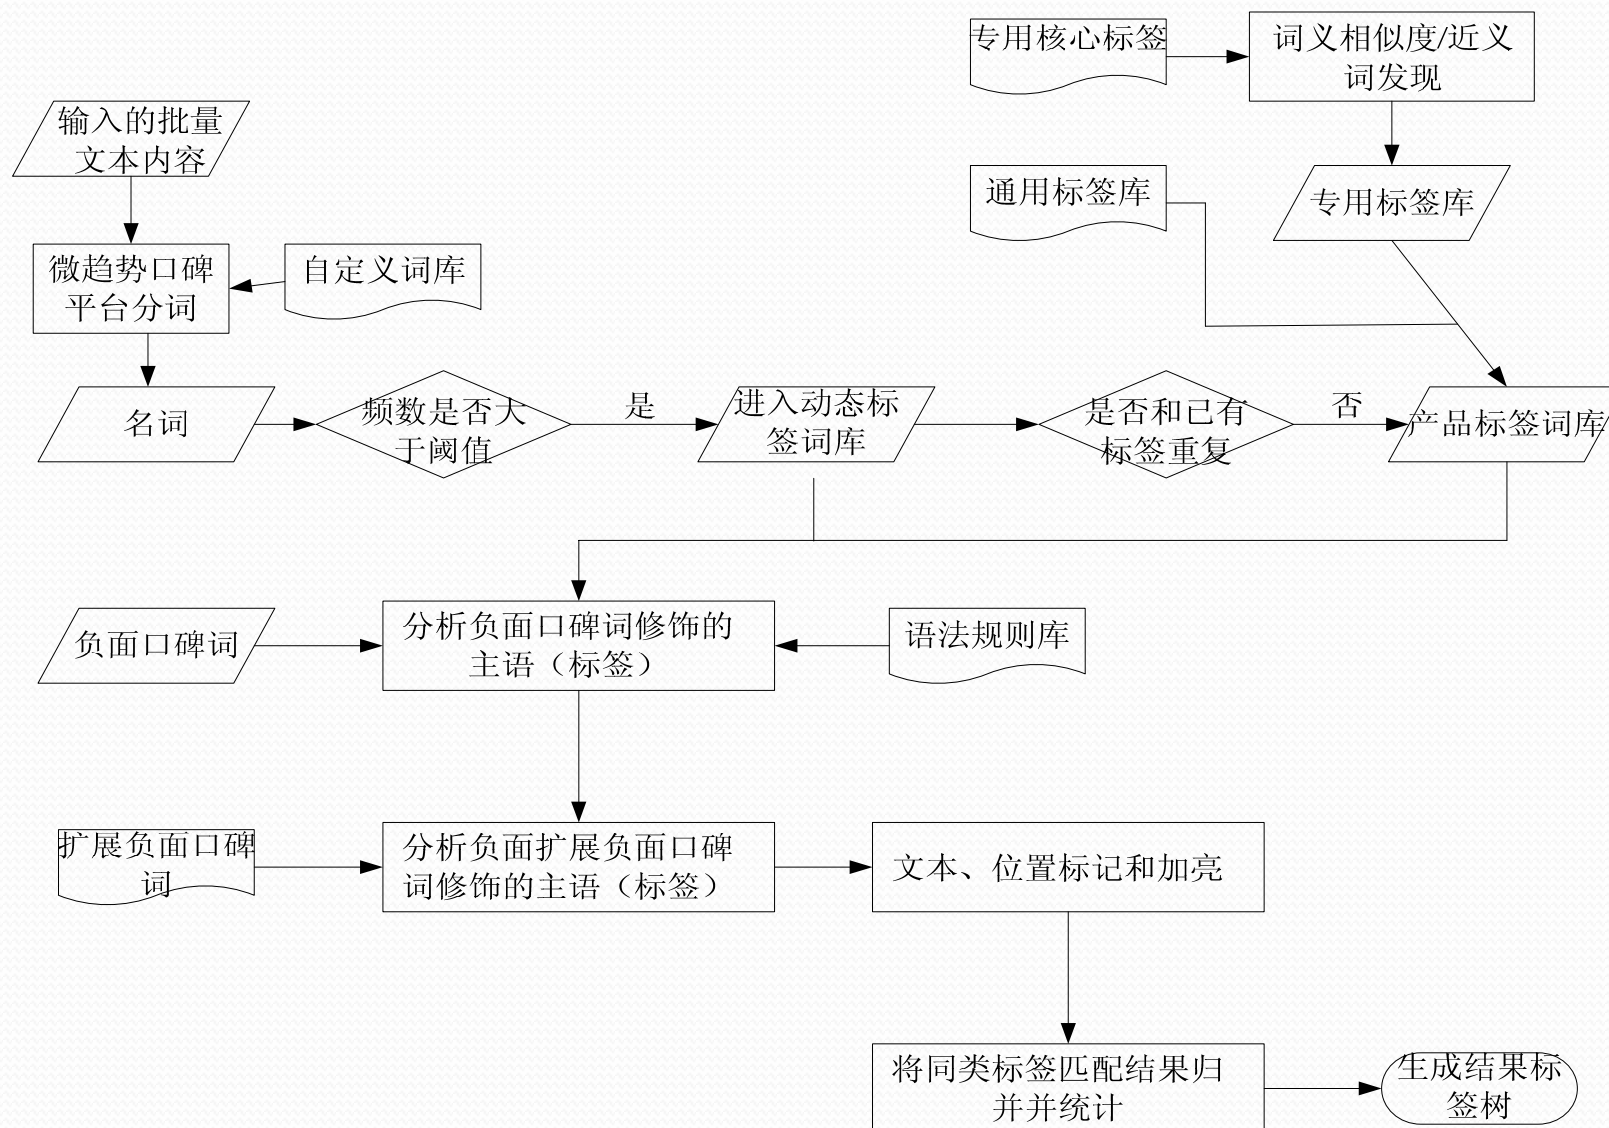 专用核心标签
词义相似度/近义
词发现
输入的批量
文本内容
通用标签库
专用标签库
微趋势口碑
平台分词
自定义词库
名词
频数是否大
于阈值
是
进入动态标
签词库
是否和已有
标签重复
否
产品标签词库
负面口碑词
分析负面口碑词修饰的
主语（标签）
语法规则库
扩展负面口碑
词
分析负面扩展负面口碑
词修饰的主语（标签）
文本、位置标记和加亮
将同类标签匹配结果归
并并统计
生成结果标
签树